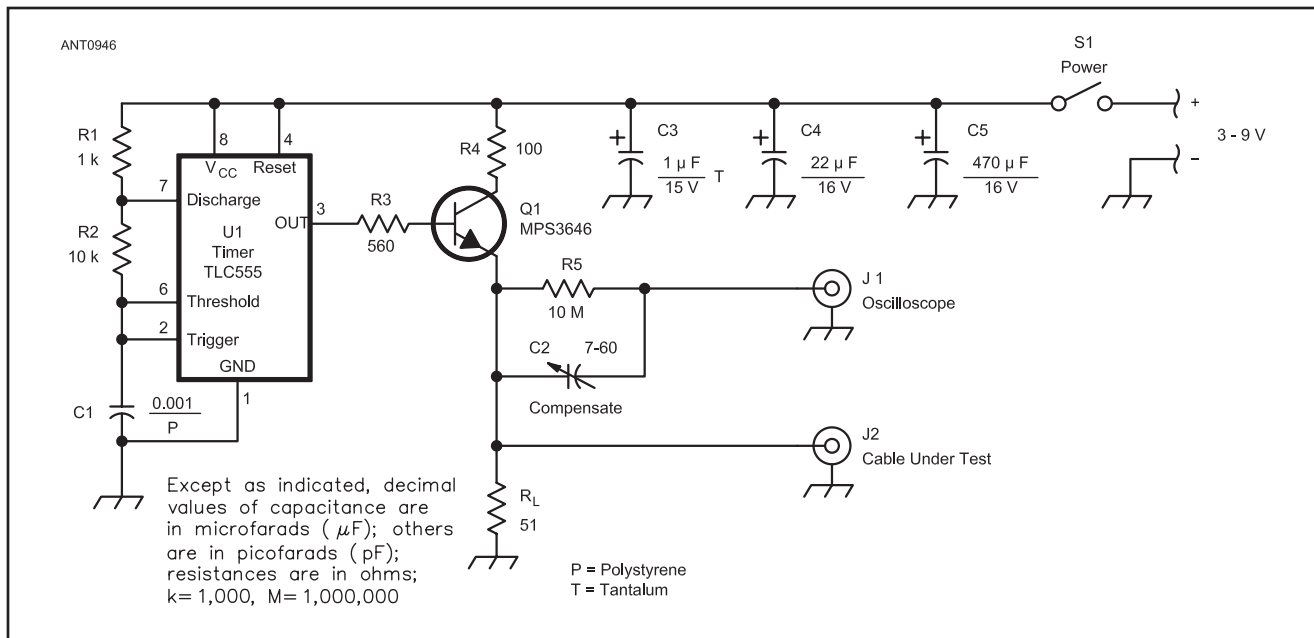 ANT0946
S1
Power
+
3 - 9 V
–
R1
1 k
8
4
VCC
Reset
7
Discharge
R2
10 k
U1
Timer
TLC555
OUT
3
6
Threshold
2
Trigger
GND
1
C1
0.001
P
R3
560
R4
100
Q1
MPS3646
+
C3
1 µ F
15 V
T
+
C4
22 µ F
16 V
+
C5
470 µ F
16 V
R5
10 M
C2
7-60
Compensate
J 1
Oscilloscope
J2
Cable Under Test
RL
51
Except as indicated, decimal
values of capacitance are
in microfarads ( µF); others
are in picofarads ( pF);
resistances are in ohms;
k= 1,000, M= 1,000,000
P = Polystyrene
T = Tantalum